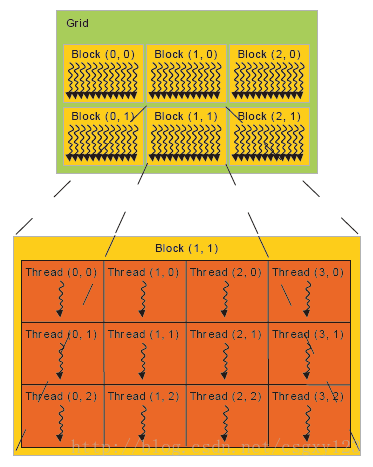 Grid
Block (0, 0) Block (1, 0) Block (2, 0)
Block (0, 1) Block (1, 1) Block (2, 1)
Block (1, 1)
Thread (0, 0) Thread (1, 0) Thread (2, 0) Thread (3, 0)
Thread (0, 1) Thread (1, 1) Thread (2, 1) Thread (3, 1)
Thread (0, 2) Thread (1, 2) Thread (2, 2) Thread (3, 2)